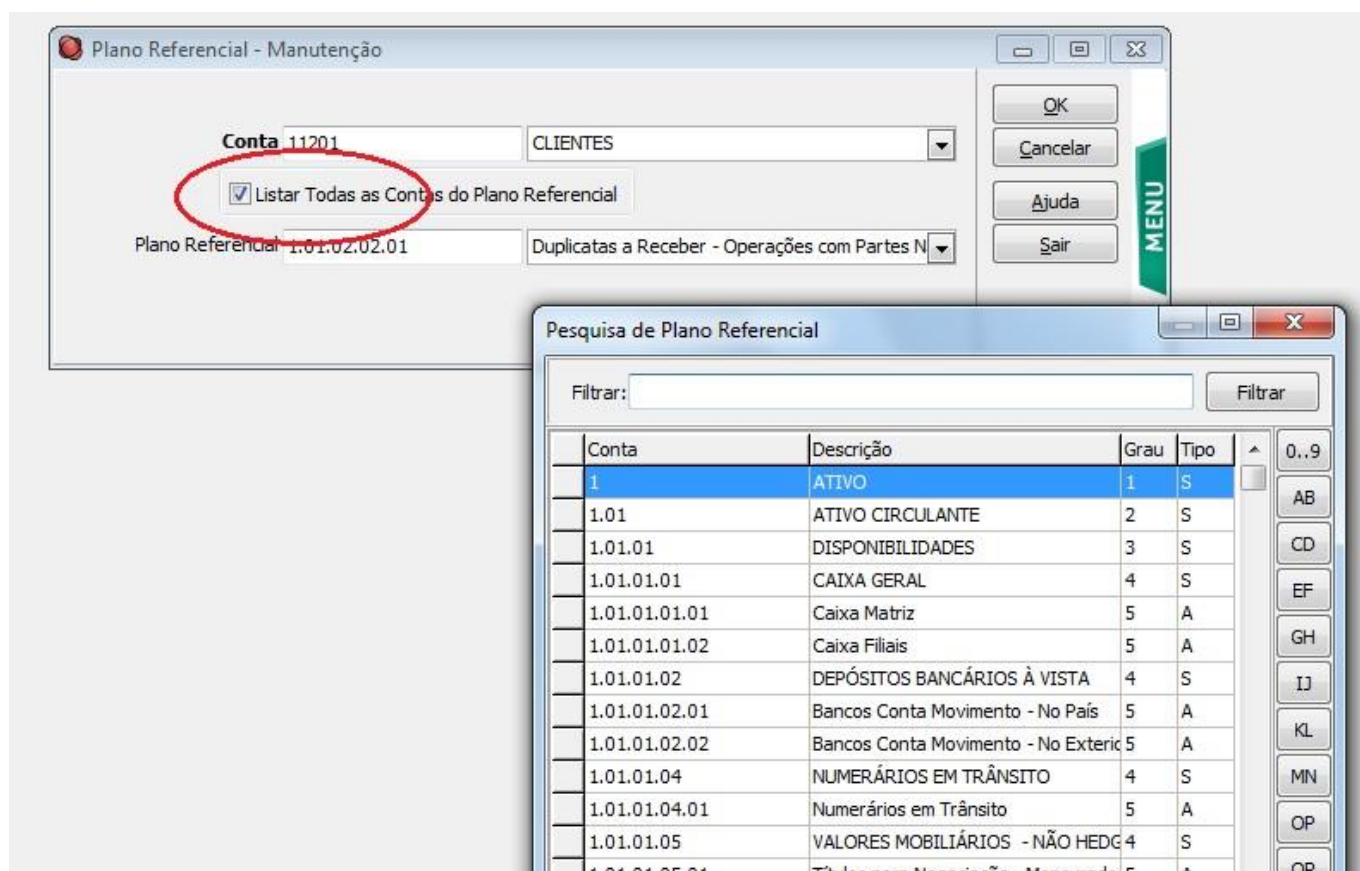 Plano Referencial - Manutenção
OK
Conta 11201 CLIENTES
Cancelar
Listar Todas as Contas do Plano Referencial
Ajuda
MENU
Plano Referencial 1.01.02.02.01 Duplicatas a Receber - Operações com Partes N
Sair
Pesquisa de Plano Referencial
Filtrar: Filtrar
Conta Descrição Grau Tipo 0..9
1 ATIVO 1 S
AB
1.01 ATIVO CIRCULANTE 2 S
1.01.01 DISPONIBILIDADES 3 S CD
1.01.01.01 CAIXA GERAL 4 S EF
1.01.01.01.01 Caixa Matriz 5 A
1.01.01.01.02 Caixa Filiais 5 A GH
1.01.01.02 DEPÓSITOS BANCÁRIOS À VISTA 4 S IJ
1.01.01.02.01 Bancos Conta Movimento - No País 5 A
KL
1.01.01.02.02 Bancos Conta Movimento - No Exteric 5 A
1.01.01.04 NUMERÁRIOS EM TRÂNSITO 4 S MN
1.01.01.04.01 Numerários em Trânsito 5 A OP
1.01.01.05 VALORES MOBILIÁRIOS - NÃO HEDG 4 S